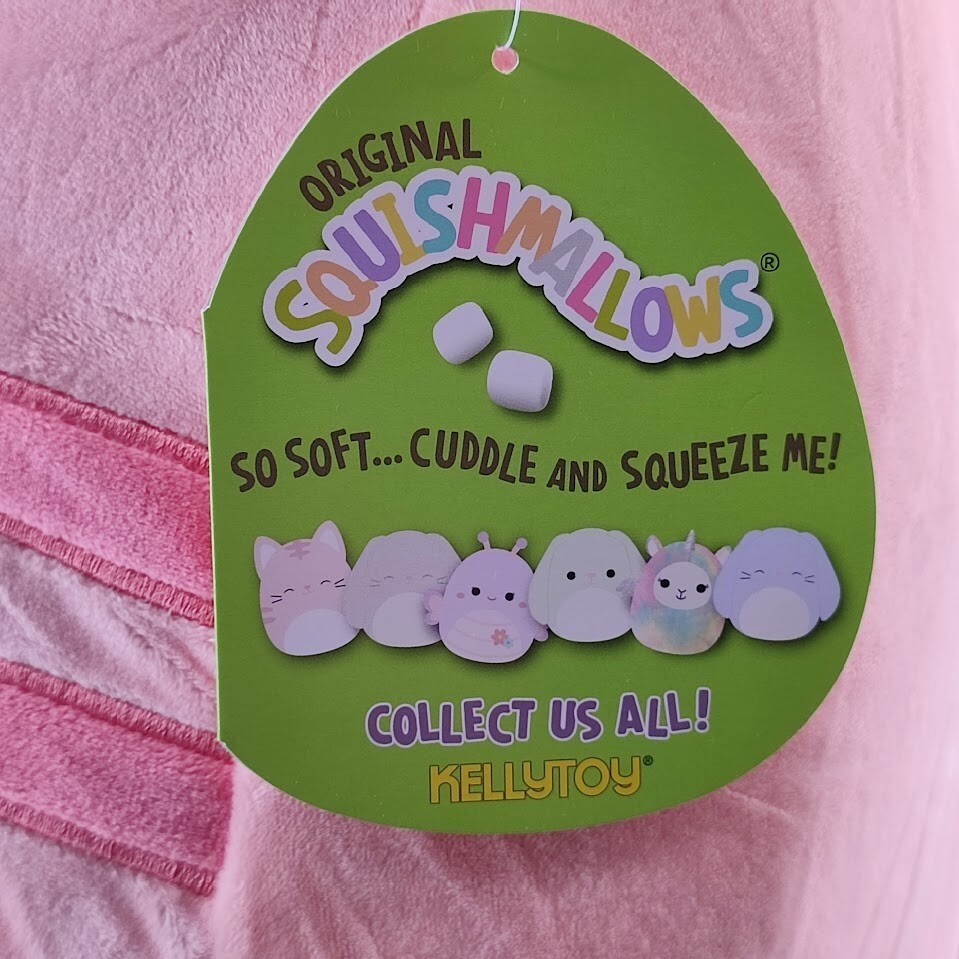 ORIGINAL
SQUISHMALLOWS®
SO SOFT... CUDDLE AND SQUEEZE ME!
COLLECT US ALL!
KELLYTOY®